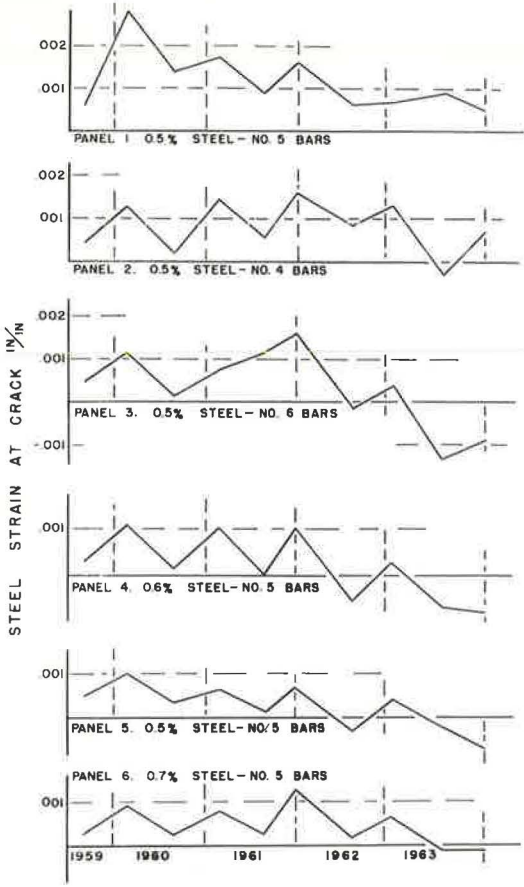 .002
.001
PANEL 1 0.5% STEEL - NO. 5 BARS
.002
.001
PANEL 2. 0.5% STEEL - NO. 4 BARS
.002
.001
PANEL 3. 0.5% STEEL - NO. 6 BARS
-.001
.001
PANEL 4. 0.6% STEEL - NO. 5 BARS
.001
PANEL 5. 0.5% STEEL - NO. 5 BARS
PANEL 6. 0.7% STEEL - NO. 5 BARS
.001
1959 1960 1961 1962 1963
STEEL STRAIN AT CRACK IN/IN